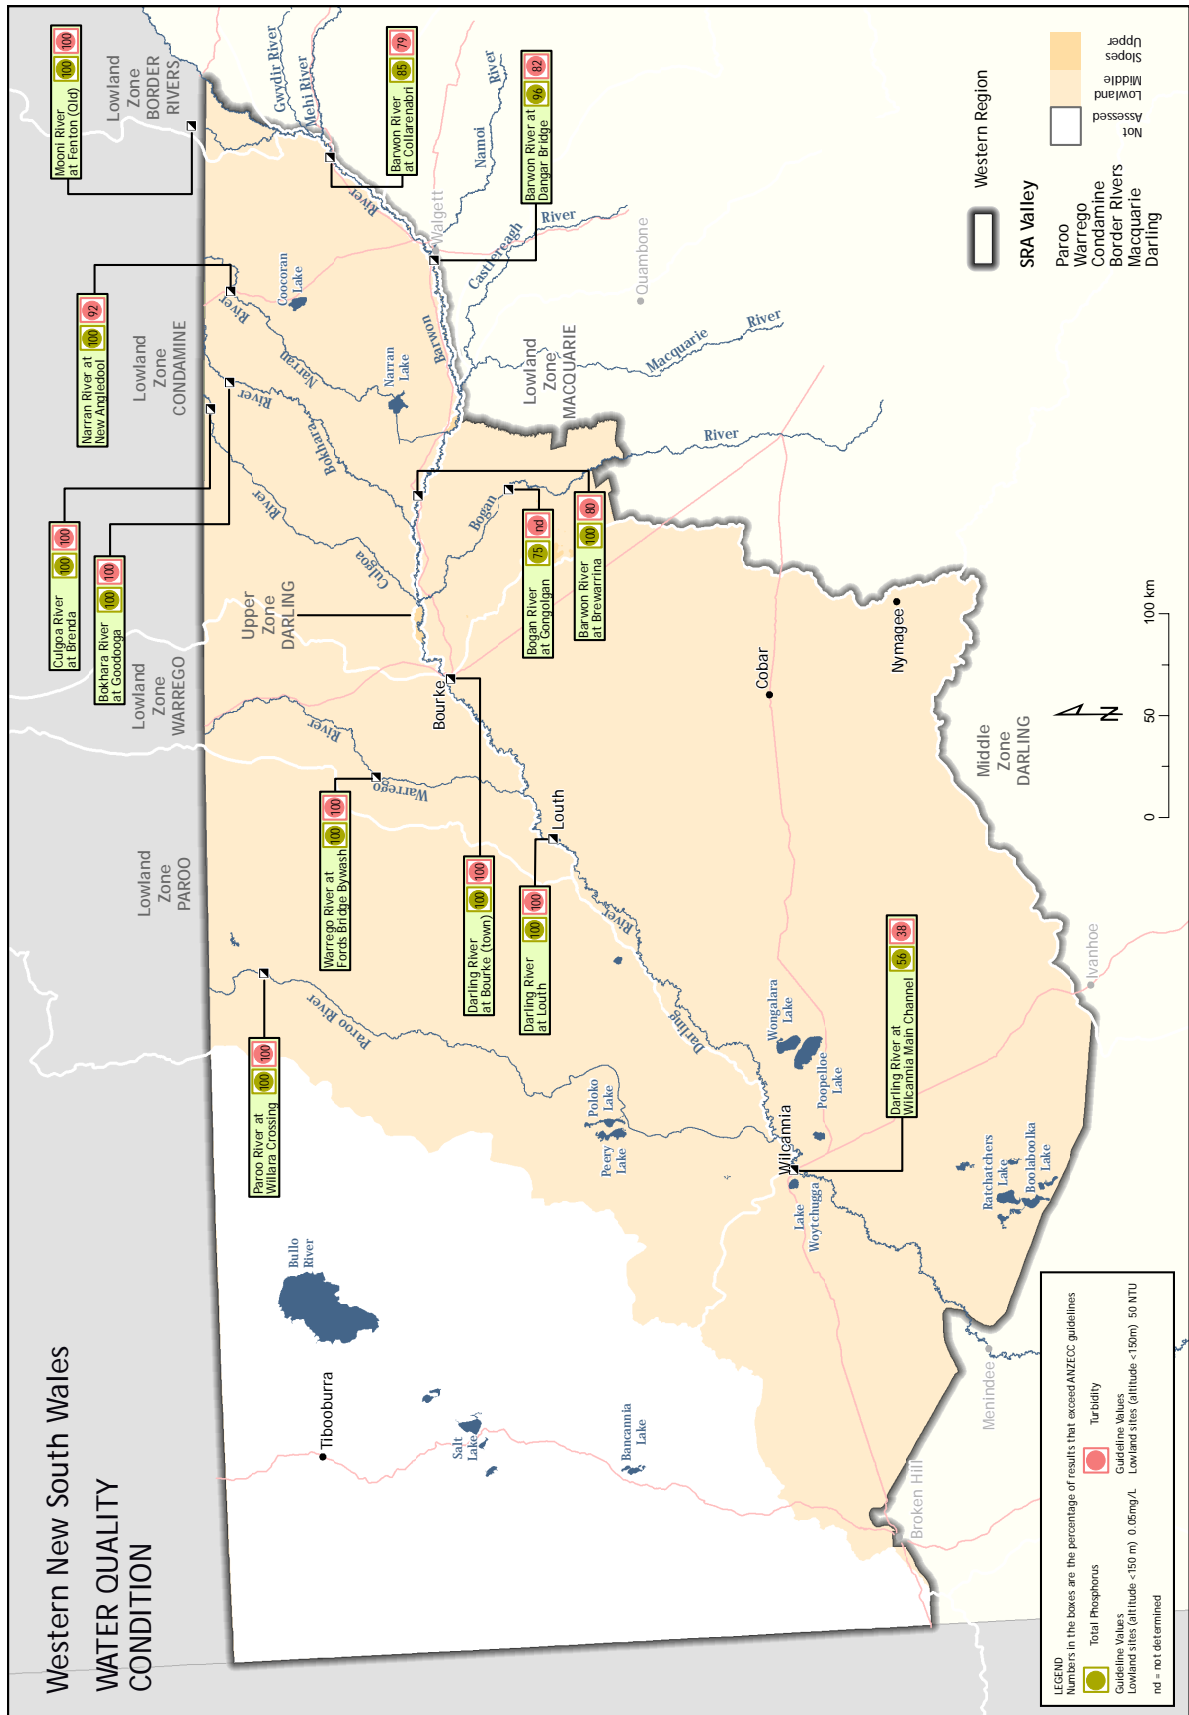 Western New South Wales
WATER QUALITY
CONDITION
Mooni River
at Fenton (Qld)
100
100
Lowland
Zone
BORDER
RIVERS
Gwydir River
Mehi River
Barwon River
at Collarenabri
85
79
Barwon River at
Dangar Bridge
96
82
Namoi
River
Walgett
River
Castlereagh
River
Quambone
Macquarie
River
Lowland
Zone
MACQUARIE
River
Narran River at
New Angledool
100
92
Lowland
Zone
CONDAMINE
Coocoran
Lake
River
Narran
Narran
Lake
Barwon
River
Bokhara
River
Culgoa
Culgoa River
at Brenda
100
100
Bokhara River
at Goodooga
100
100
Lowland
Zone
WARREGO
Upper
Zone
DARLING
Bogan
Bogan River
at Gongolgan
75
nd
Barwon River
at Brewarrina
100
80
Bourke
River
Warrego
Warrego River at
Fords Bridge Bywash
100
100
Lowland
Zone
PAROO
Darling River
at Bourke (town)
100
100
Louth
Darling River
at Louth
100
100
River
Darling
Cobar
Nymagee
Middle
Zone
DARLING
Paroo River at
Willara Crossing
100
100
Paroo River
Poloko
Lake
Peery
Lake
Wongalara
Lake
Poopelloe
Lake
Wilcannia
Darling River at
Wilcannia Main Channel
56
38
Lake
Woytchugga
Ratchatchers
Lake
Boolaboolka
Lake
Ivanhoe
Menindee
Bullo
River
Tibooburra
Salt
Lake
Bancannia
Lake
Broken Hill
Western Region
SRA Valley
Paroo
Warrego
Condamine
Border Rivers
Macquarie
Darling
Not
Assessed
Lowland
Middle
Slopes
Upper
N
0
50
100 km
LEGEND
Numbers in the boxes are the percentage of results that exceed ANZECC guidelines
Total Phosphorus
Turbidity
Guideline Values
Lowland sites (altitude <150 m) 0.05mg/L
Guideline Values
Lowland sites (altitude <150m) 50 NTU
nd = not determined